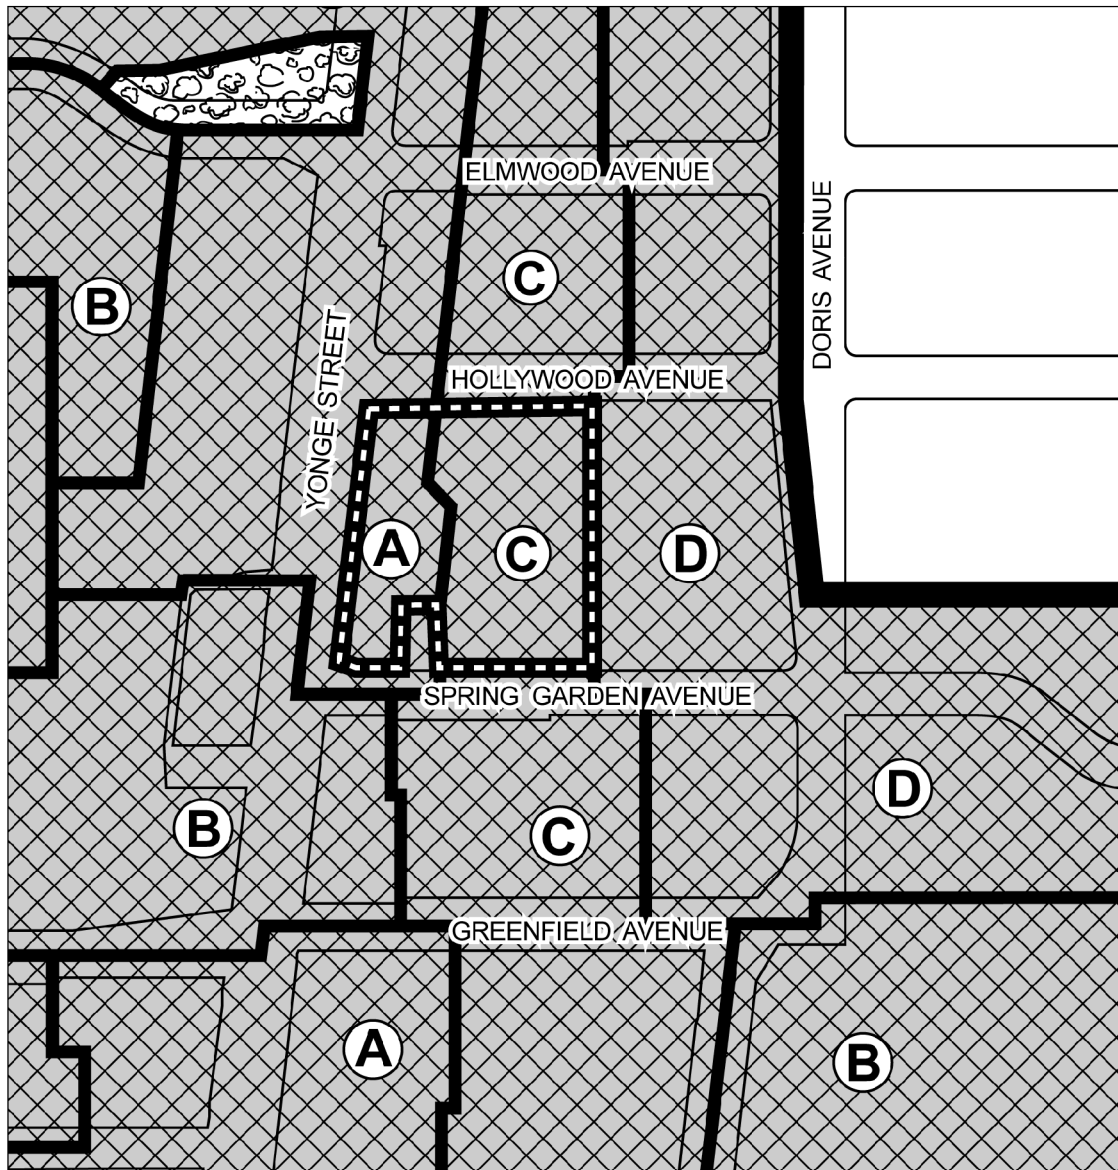 ELMWOOD AVENUE
DORIS AVENUE
C
B
YONGE STREET
HOLLYWOOD AVENUE
A
C
D
SPRING GARDEN AVENUE
D
B
C
GREENFIELD AVENUE
A
B